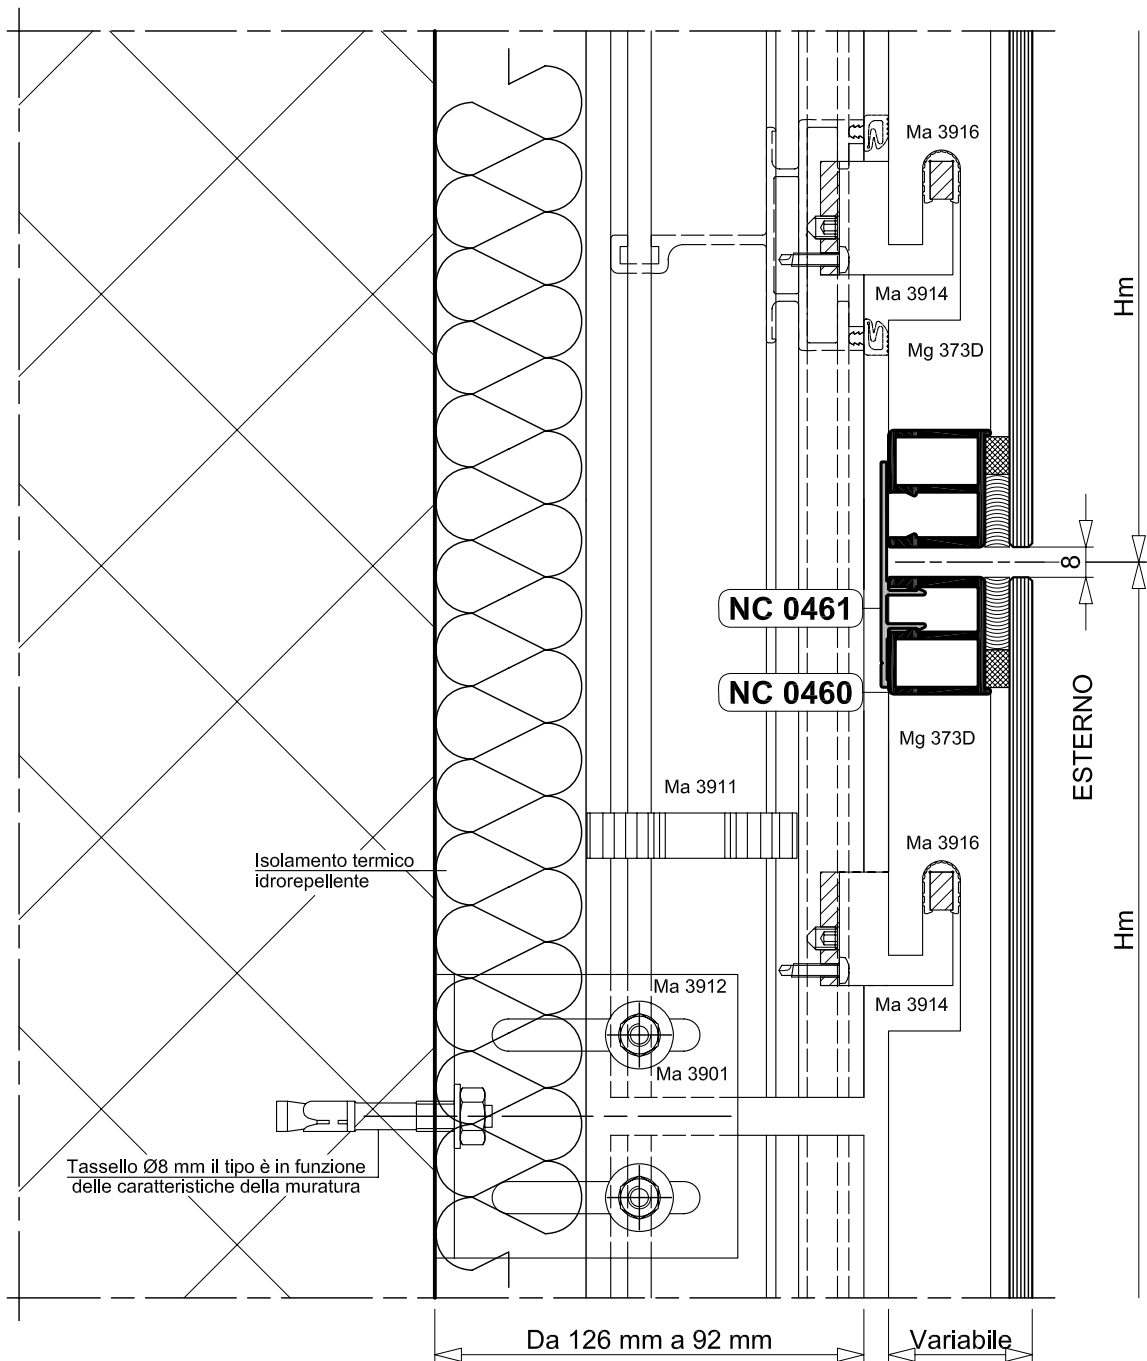 Ma 3916
Hm
Ma 3914
Mg 373D
8
NC 0461
NC 0460
ESTERNO
Mg 373D
Ma 3911
Ma 3916
Isolamento termico
idrorepellente
Hm
Ma 3912
Ma 3914
Ma 3901
Tassello Ø8 mm il tipo è in funzione
delle caratteristiche della muratura
Da 126 mm a 92 mm
Variabile